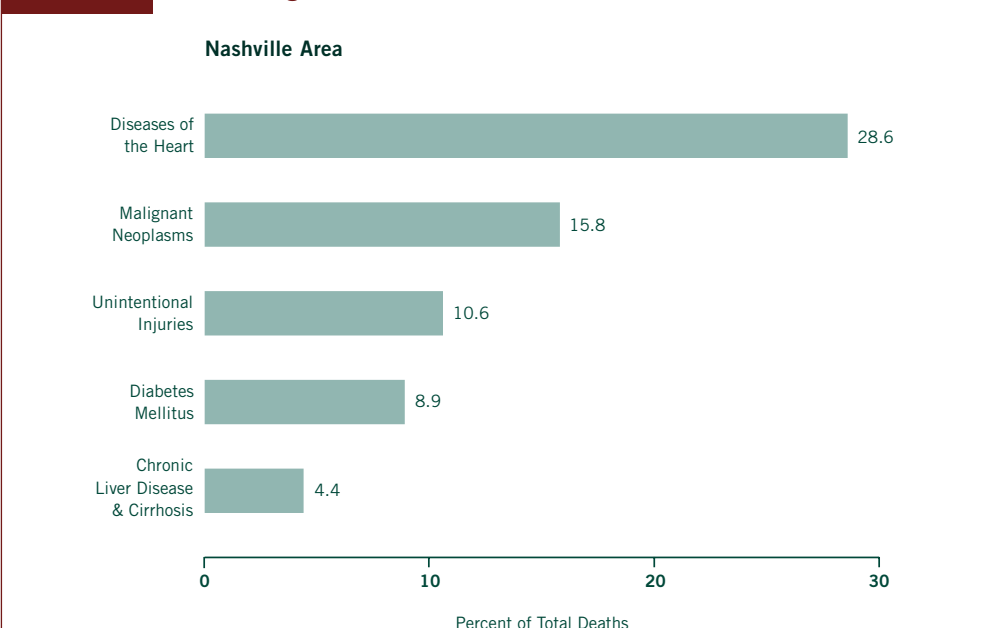 Nashville Area
Diseases of
the Heart
28.6
Malignant
Neoplasms
15.8
Unintentional
Injuries
10.6
Diabetes
Mellitus
8.9
Chronic
Liver Disease
& Cirrhosis
4.4
0 10 20 30
Percent of Total Deaths